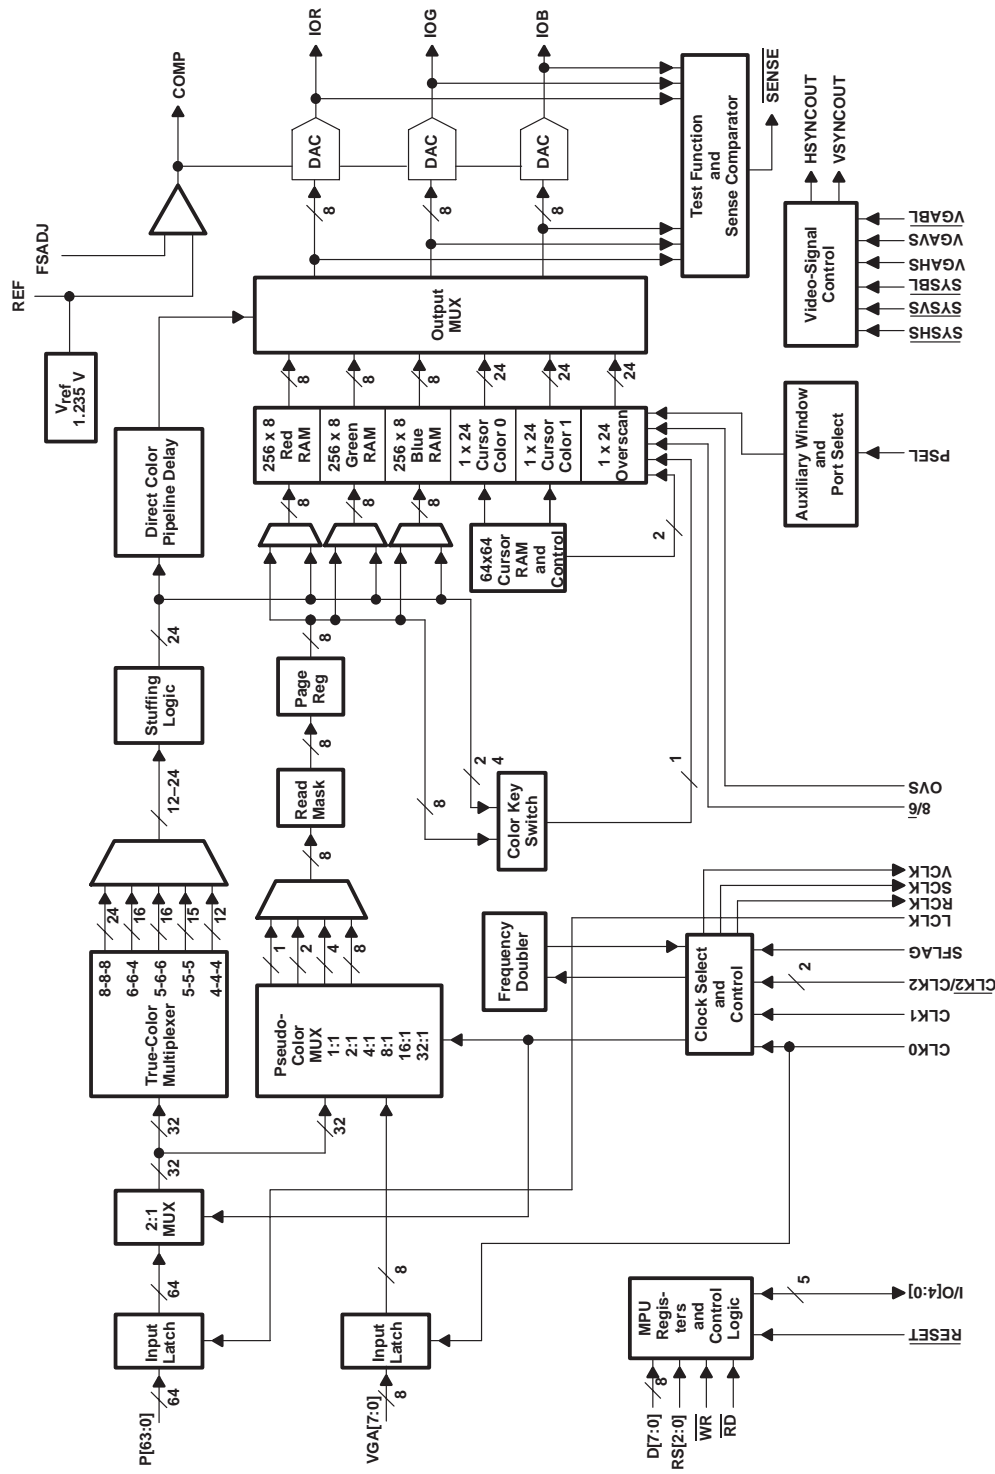 P[63:0]
64
Input
Latch
64
2:1
MUX
32
32
32
True-Color
Multiplexer
8-8-8
6-6-4
5-6-6
5-5-5
4-4-4
24
16
16
15
12
12–24
Stuffing
Logic
24
Direct Color
Pipeline Delay
Vref
1.235 V
REF
FSADJ
COMP
VGA[7:0]
8
Input
Latch
8
Pseudo-
Color
MUX
1:1
2:1
4:1
8:1
16:1
32:1
1
2
4
8
8
Read
Mask
8
Page
Reg
8
8
8
8
256 x 8
Red
RAM
256 x 8
Green
RAM
256 x 8
Blue
RAM
1 x 24
Cursor
Color 0
1 x 24
Cursor
Color 1
1 x 24
Overscan
8
8
8
24
24
24
Output
MUX
8
8
8
DAC
DAC
DAC
IOR
IOG
IOB
64x64
Cursor
RAM
and
Control
2
8
2
4
Color Key
Switch
1
Frequency
Doubler
Clock Select
and
Control
Test Function
and
Sense Comparator
SENSE
Auxiliary Window
and
Port Select
PSEL
Video-Signal
Control
HSYNCOUT
VSYNCOUT
SYSHS
SYSVS
SYSBL
VGAHS
VGAVS
VGABL
D[7:0]
8
RS[2:0]
WR
RD
MPU
Regis-
ters
and
Control
Logic
5
RESET
I/O[4:0]
CLK0
CLK1
2
CLK2/CLK2
SFLAG
LCLK
RCLK
SCLK
VCLK
8/6
OVS